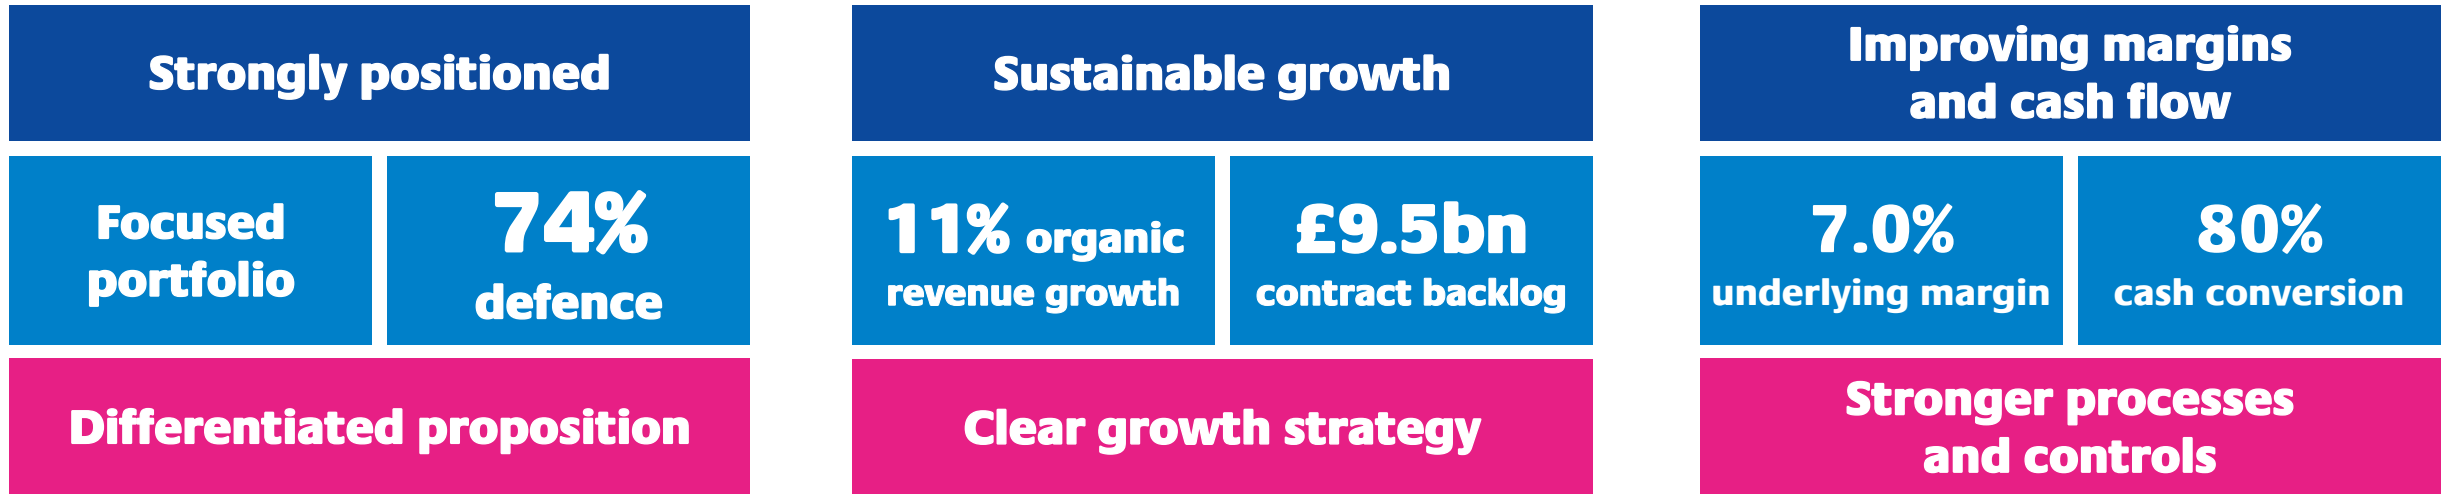 Strongly positioned
Focused
portfolio
74%
defence
Differentiated proposition
Sustainable growth
11% organic
revenue growth
£9.5bn
contract backlog
Clear growth strategy
Improving margins
and cash flow
7.0%
underlying margin
80%
cash conversion
Stronger processes
and controls